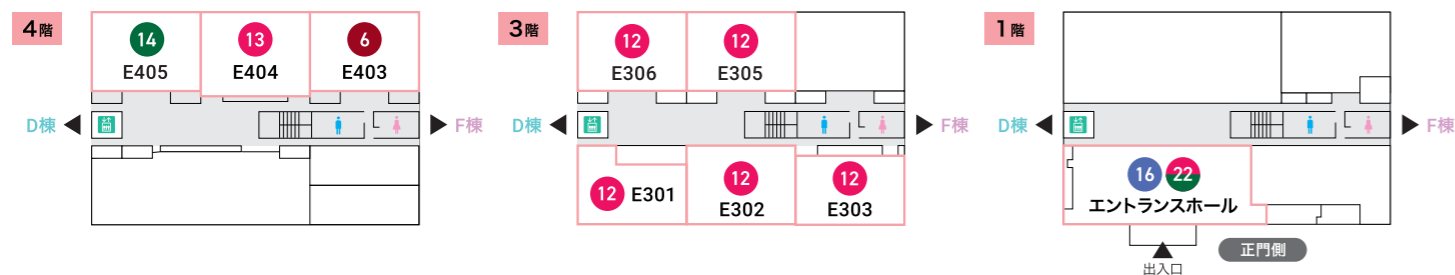 4階
14
E405
13
E404
6
E403
D棟
F棟
3階
12
E306
12
E305
D棟
F棟
12 E301
12
E302
12
E303
1階
D棟
F棟
16 22
エントランスホール
正門側
出入口